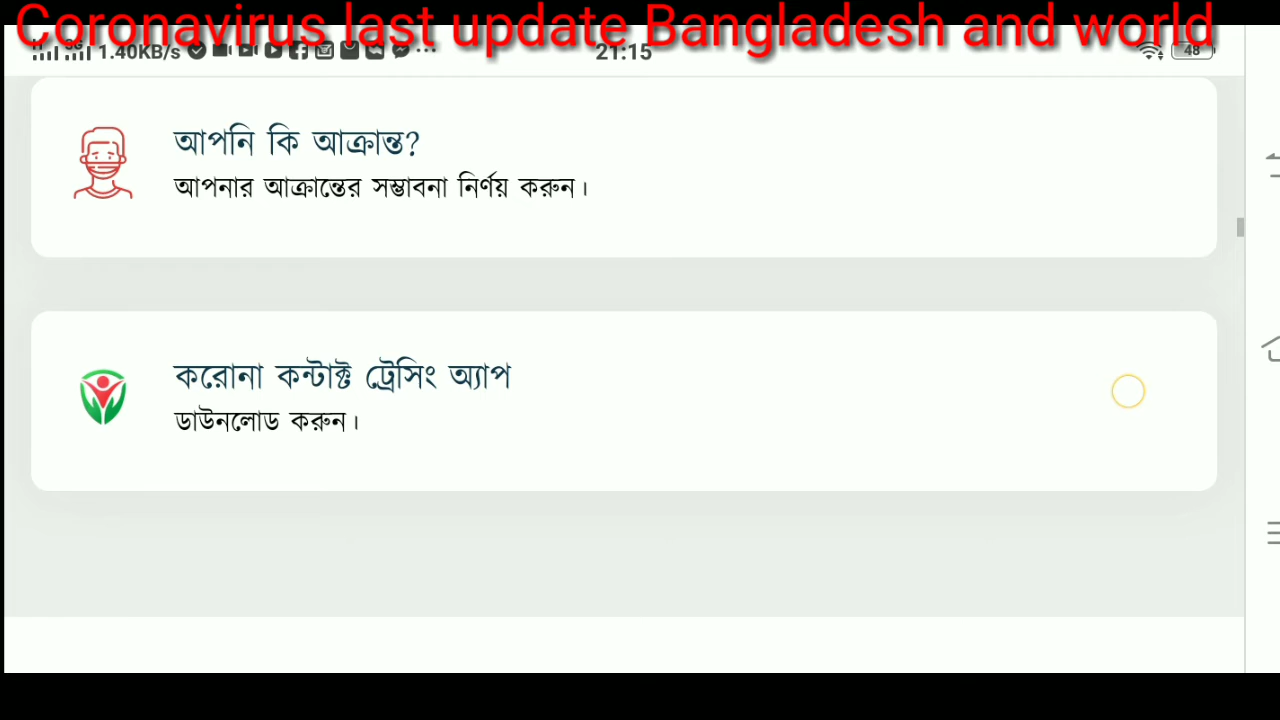 Coronavirus last update Bangladesh and world
1.40KB/s 21:15 48
আপনি কি আক্রান্ত?
আপনার আক্রান্তের সম্ভাবনা নির্ণয় করুন।
করোনা কন্টাক্ট ট্রেসিং অ্যাপ
ডাউনলোড করুন।